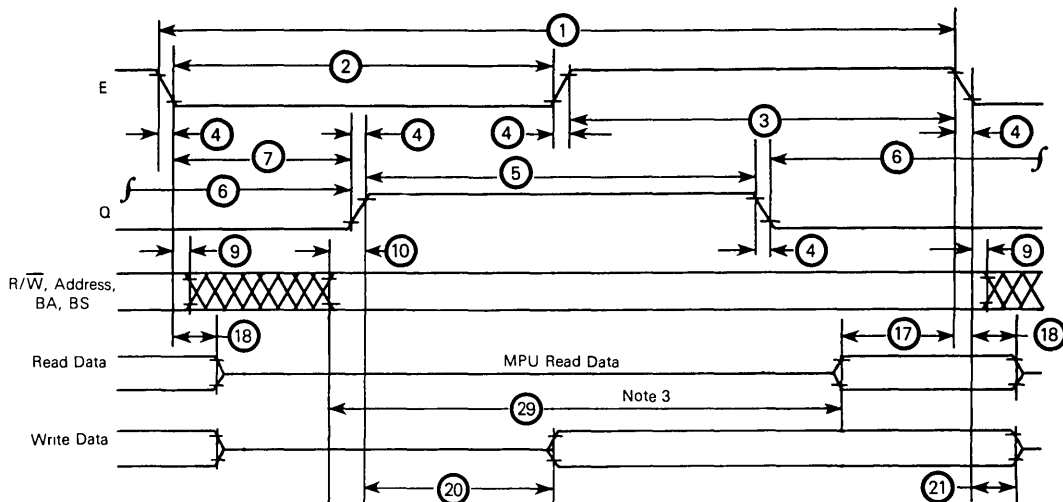 1
2
E
4 4 4 3 4
7
6 5 6
Q
9 10 4 9
R/W̅, Address,
BA, BS
18 17 18
Read Data MPU Read Data
29 Note 3
Write Data
20 21